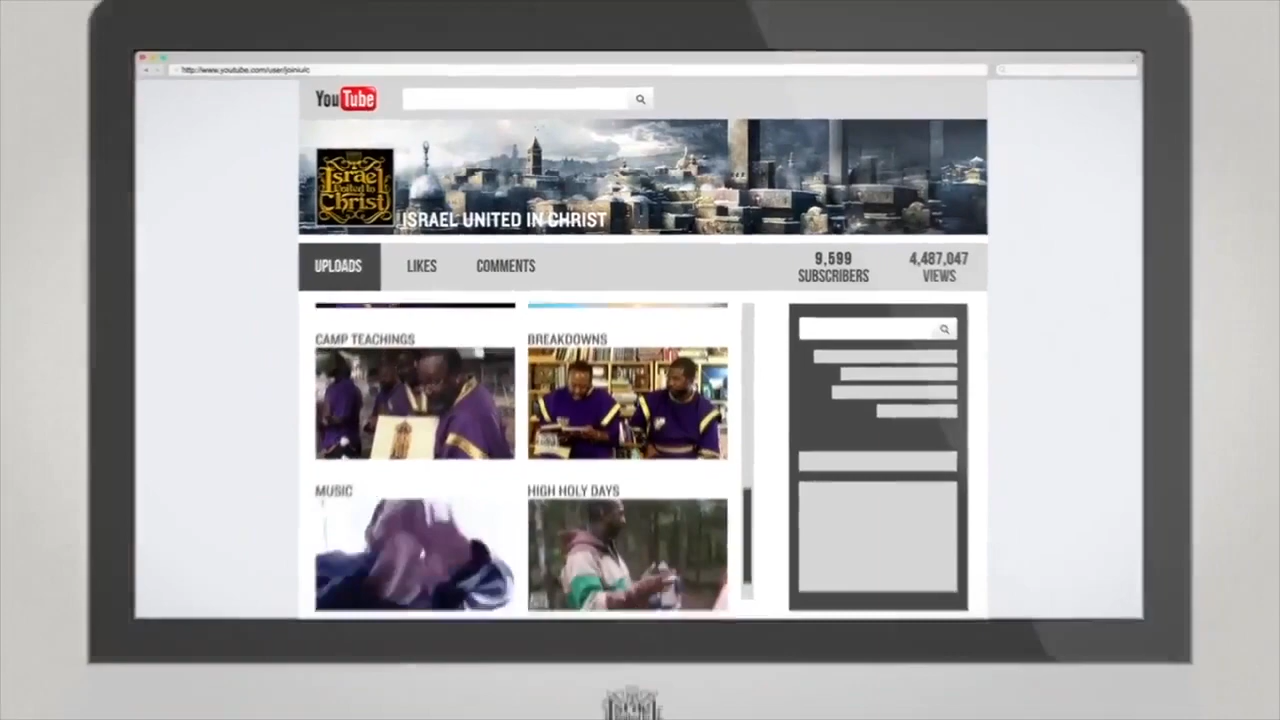 http://www.youtube.com/user/joiniuic
YouTube
Israel
United In
Christ
ISRAEL UNITED IN CHRIST
UPLOADS LIKES COMMENTS
9,599 4,487,047
SUBSCRIBERS VIEWS
CAMP TEACHINGS BREAKDOWNS
MUSIC HIGH HOLY DAYS